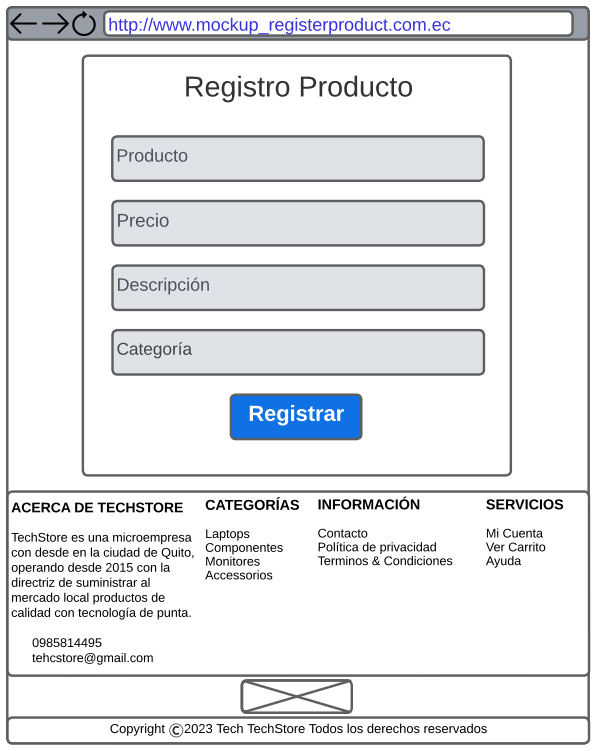 http://www.mockup_registerproduct.com.ec
Registro Producto
Producto
Precio
Descripción
Categoría
Registrar
ACERCA DE TECHSTORE
TechStore es una microempresa
con desde en la ciudad de Quito,
operando desde 2015 con la
directriz de suministrar al
mercado local productos de
calidad con tecnología de punta.
0985814495
tehcstore@gmail.com
CATEGORÍAS
Laptops
Componentes
Monitores
Accessorios
INFORMACIÓN
Contacto
Política de privacidad
Terminos & Condiciones
SERVICIOS
Mi Cuenta
Ver Carrito
Ayuda
Copyright ©2023 Tech TechStore Todos los derechos reservados